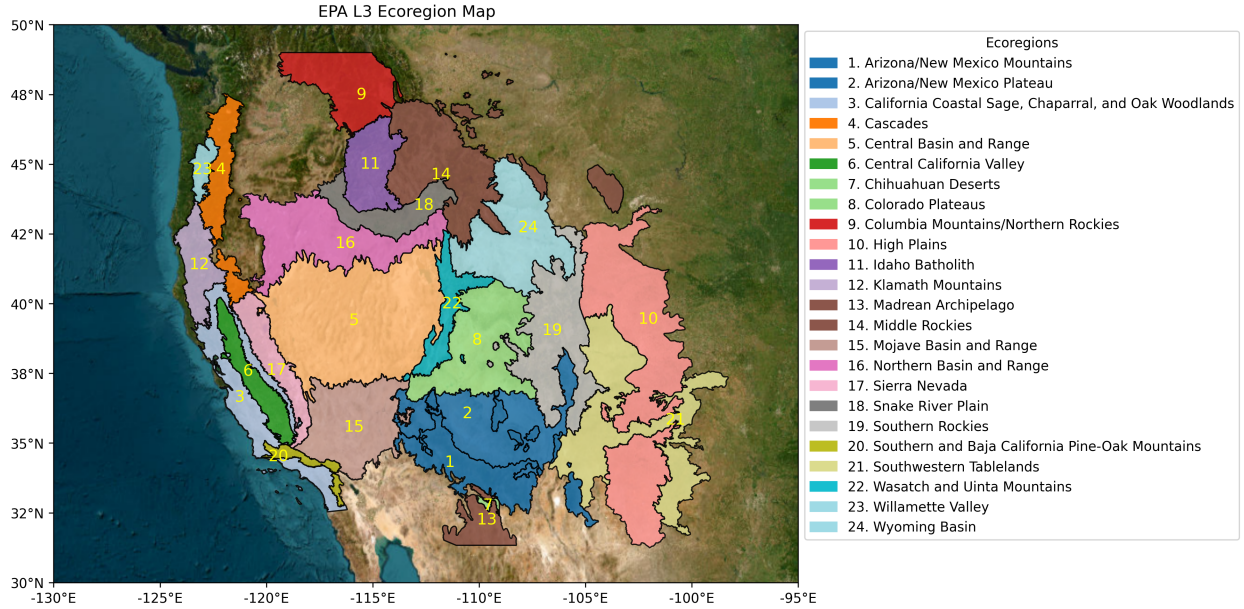 EPA L3 Ecoregion Map
50°N
48°N
45°N
42°N
40°N
38°N
35°N
32°N
30°N
-130°E
-125°E
-120°E
-115°E
-110°E
-105°E
-100°E
-95°E
9
23
4
11
14
18
24
12
16
22
5
8
19
10
6
17
3
2
15
21
20
1
7
13
Ecoregions
1. Arizona/New Mexico Mountains
2. Arizona/New Mexico Plateau
3. California Coastal Sage, Chaparral, and Oak Woodlands
4. Cascades
5. Central Basin and Range
6. Central California Valley
7. Chihuahuan Deserts
8. Colorado Plateaus
9. Columbia Mountains/Northern Rockies
10. High Plains
11. Idaho Batholith
12. Klamath Mountains
13. Madrean Archipelago
14. Middle Rockies
15. Mojave Basin and Range
16. Northern Basin and Range
17. Sierra Nevada
18. Snake River Plain
19. Southern Rockies
20. Southern and Baja California Pine-Oak Mountains
21. Southwestern Tablelands
22. Wasatch and Uinta Mountains
23. Willamette Valley
24. Wyoming Basin